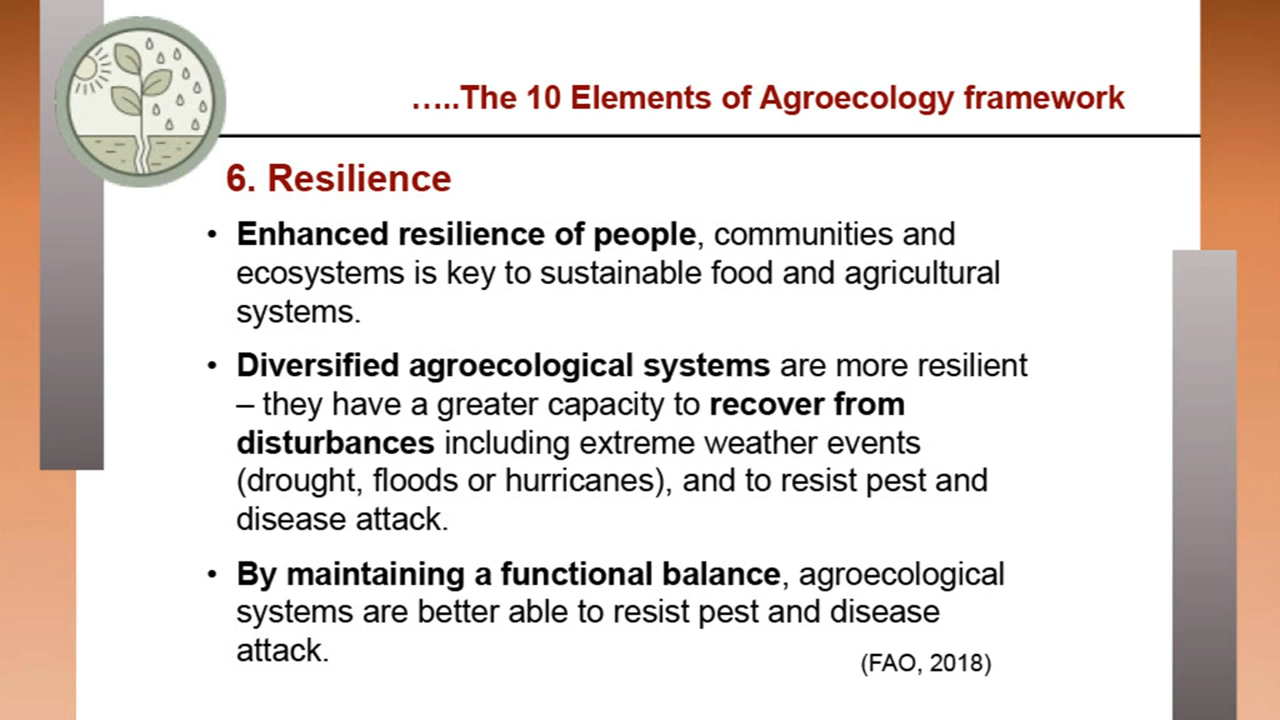 .....The 10 Elements of Agroecology framework
6. Resilience
• Enhanced resilience of people, communities and
ecosystems is key to sustainable food and agricultural
systems.
• Diversified agroecological systems are more resilient
– they have a greater capacity to recover from
disturbances including extreme weather events
(drought, floods or hurricanes), and to resist pest and
disease attack.
• By maintaining a functional balance, agroecological
systems are better able to resist pest and disease
attack.
(FAO, 2018)